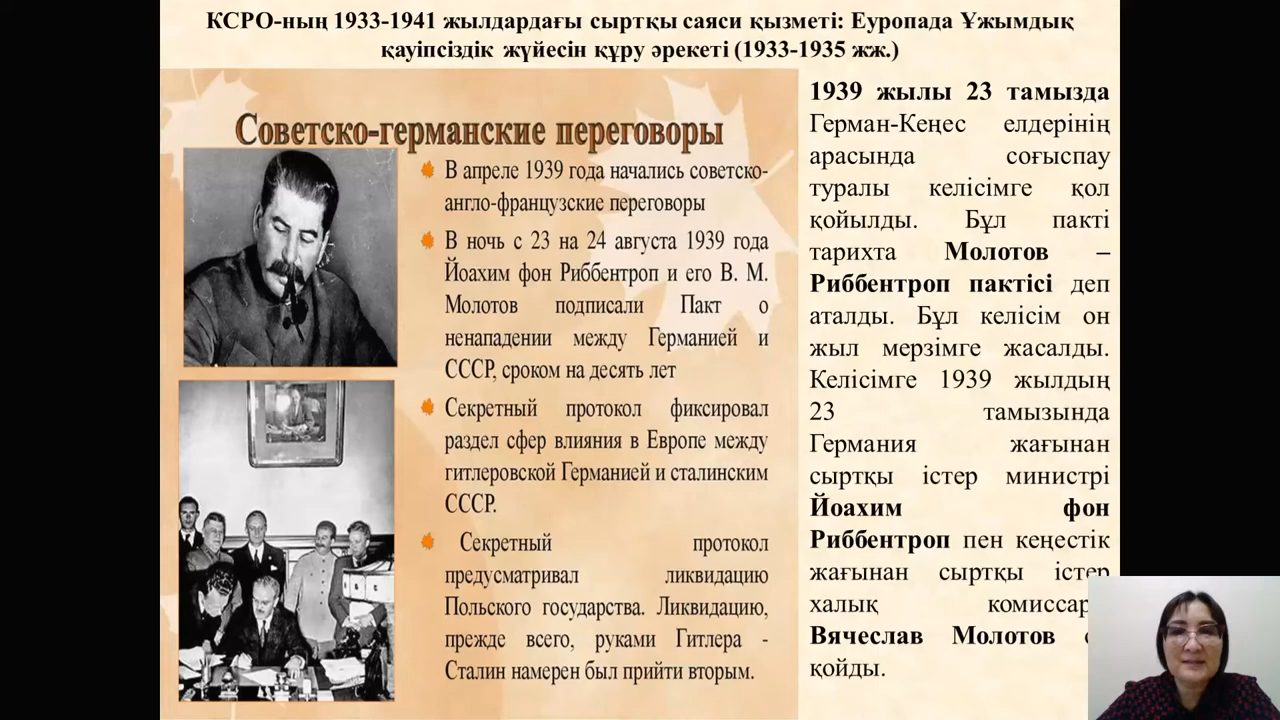 КСРО-ның 1933-1941 жылдардағы сыртқы саяси қызметі: Еуропада Ұжымдық
қауіпсіздік жүйесін құру әрекеті (1933-1935 жж.)
Советско-германские переговоры
В апреле 1939 года начались советско-
англо-французские переговоры
В ночь с 23 на 24 августа 1939 года
Йоахим фон Риббентроп и его В. М.
Молотов подписали Пакт о
ненападении между Германией и
СССР, сроком на десять лет
Секретный протокол фиксировал
раздел сфер влияния в Европе между
гитлеровской Германией и сталинским
СССР.
Секретный протокол
предусматривал ликвидацию
Польского государства. Ликвидацию,
прежде всего, руками Гитлера -
Сталин намерен был прийти вторым.
1939 жылы 23 тамызда
Герман-Кеңес елдерінің
арасында соғыспау
туралы келісімге қол
қойылды. Бұл пакті
тарихта Молотов –
Риббентроп пактісі деп
аталды. Бұл келісім он
жыл мерзімге жасалды.
Келісімге 1939 жылдың
23 тамызында
Германия жағынан
сыртқы істер министрі
Йоахим фон
Риббентроп пен кеңестік
жағынан сыртқы істер
халық
Вячеслав Молотов
қойды.